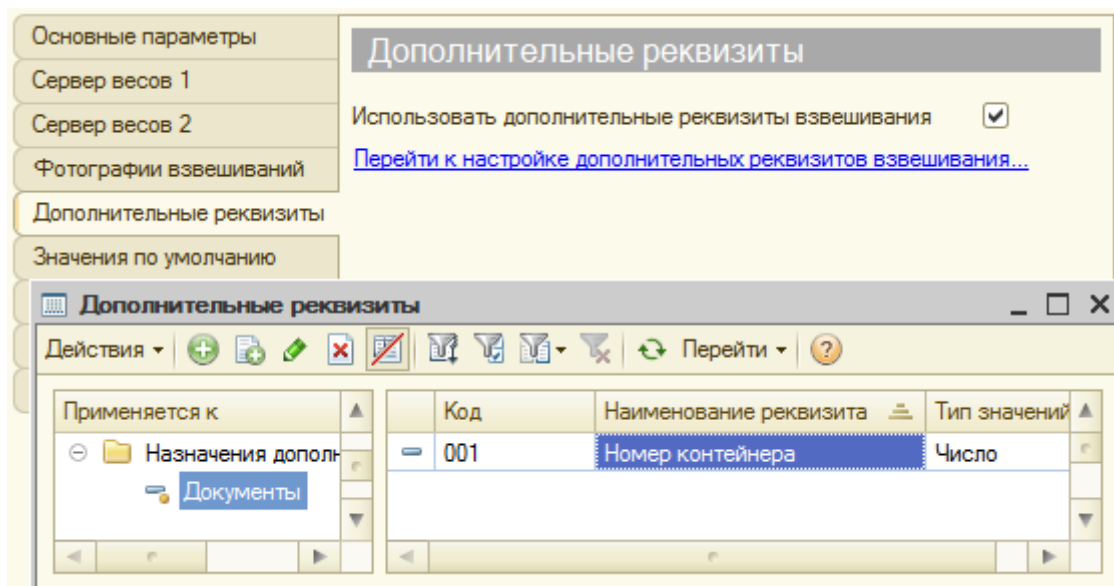 Основные параметры
Сервер весов 1
Сервер весов 2
Фотографии взвешиваний
Дополнительные реквизиты
Значения по умолчанию
Дополнительные реквизиты
Использовать дополнительные реквизиты взвешивания
Перейти к настройке дополнительных реквизитов взвешивания...
Дополнительные реквизиты
Действия Перейти ?
Применяется к
Назначения дополн
Документы
Код Наименование реквизита Тип значений
001 Номер контейнера Число